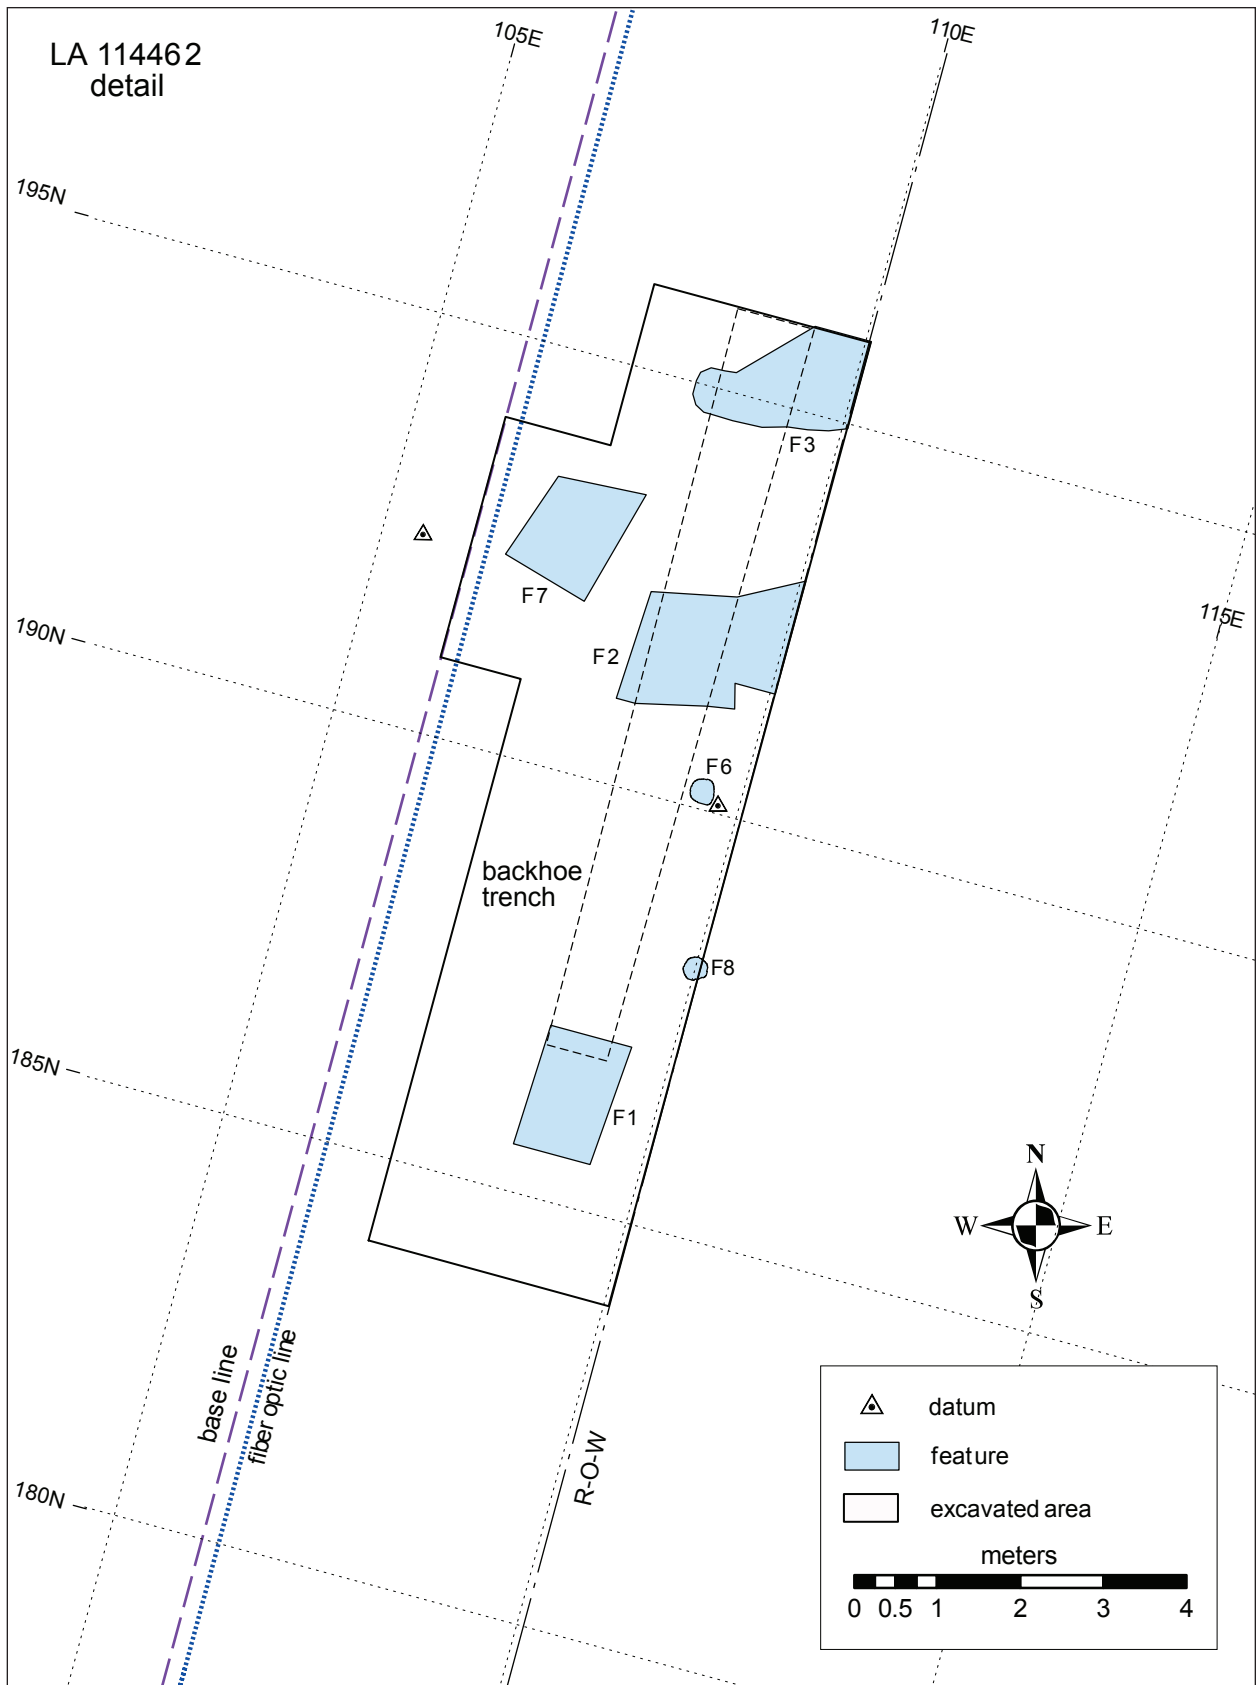 LA 114462
detail
105E
110E
195N
F3
F7
190N
F2
115E
F6
backhoe
trench
F8
185N
F1
N
W
E
S
base line
fiber optic line
R-O-W
180N
datum
feature
excavated area
meters
0 0.5 1 2 3 4